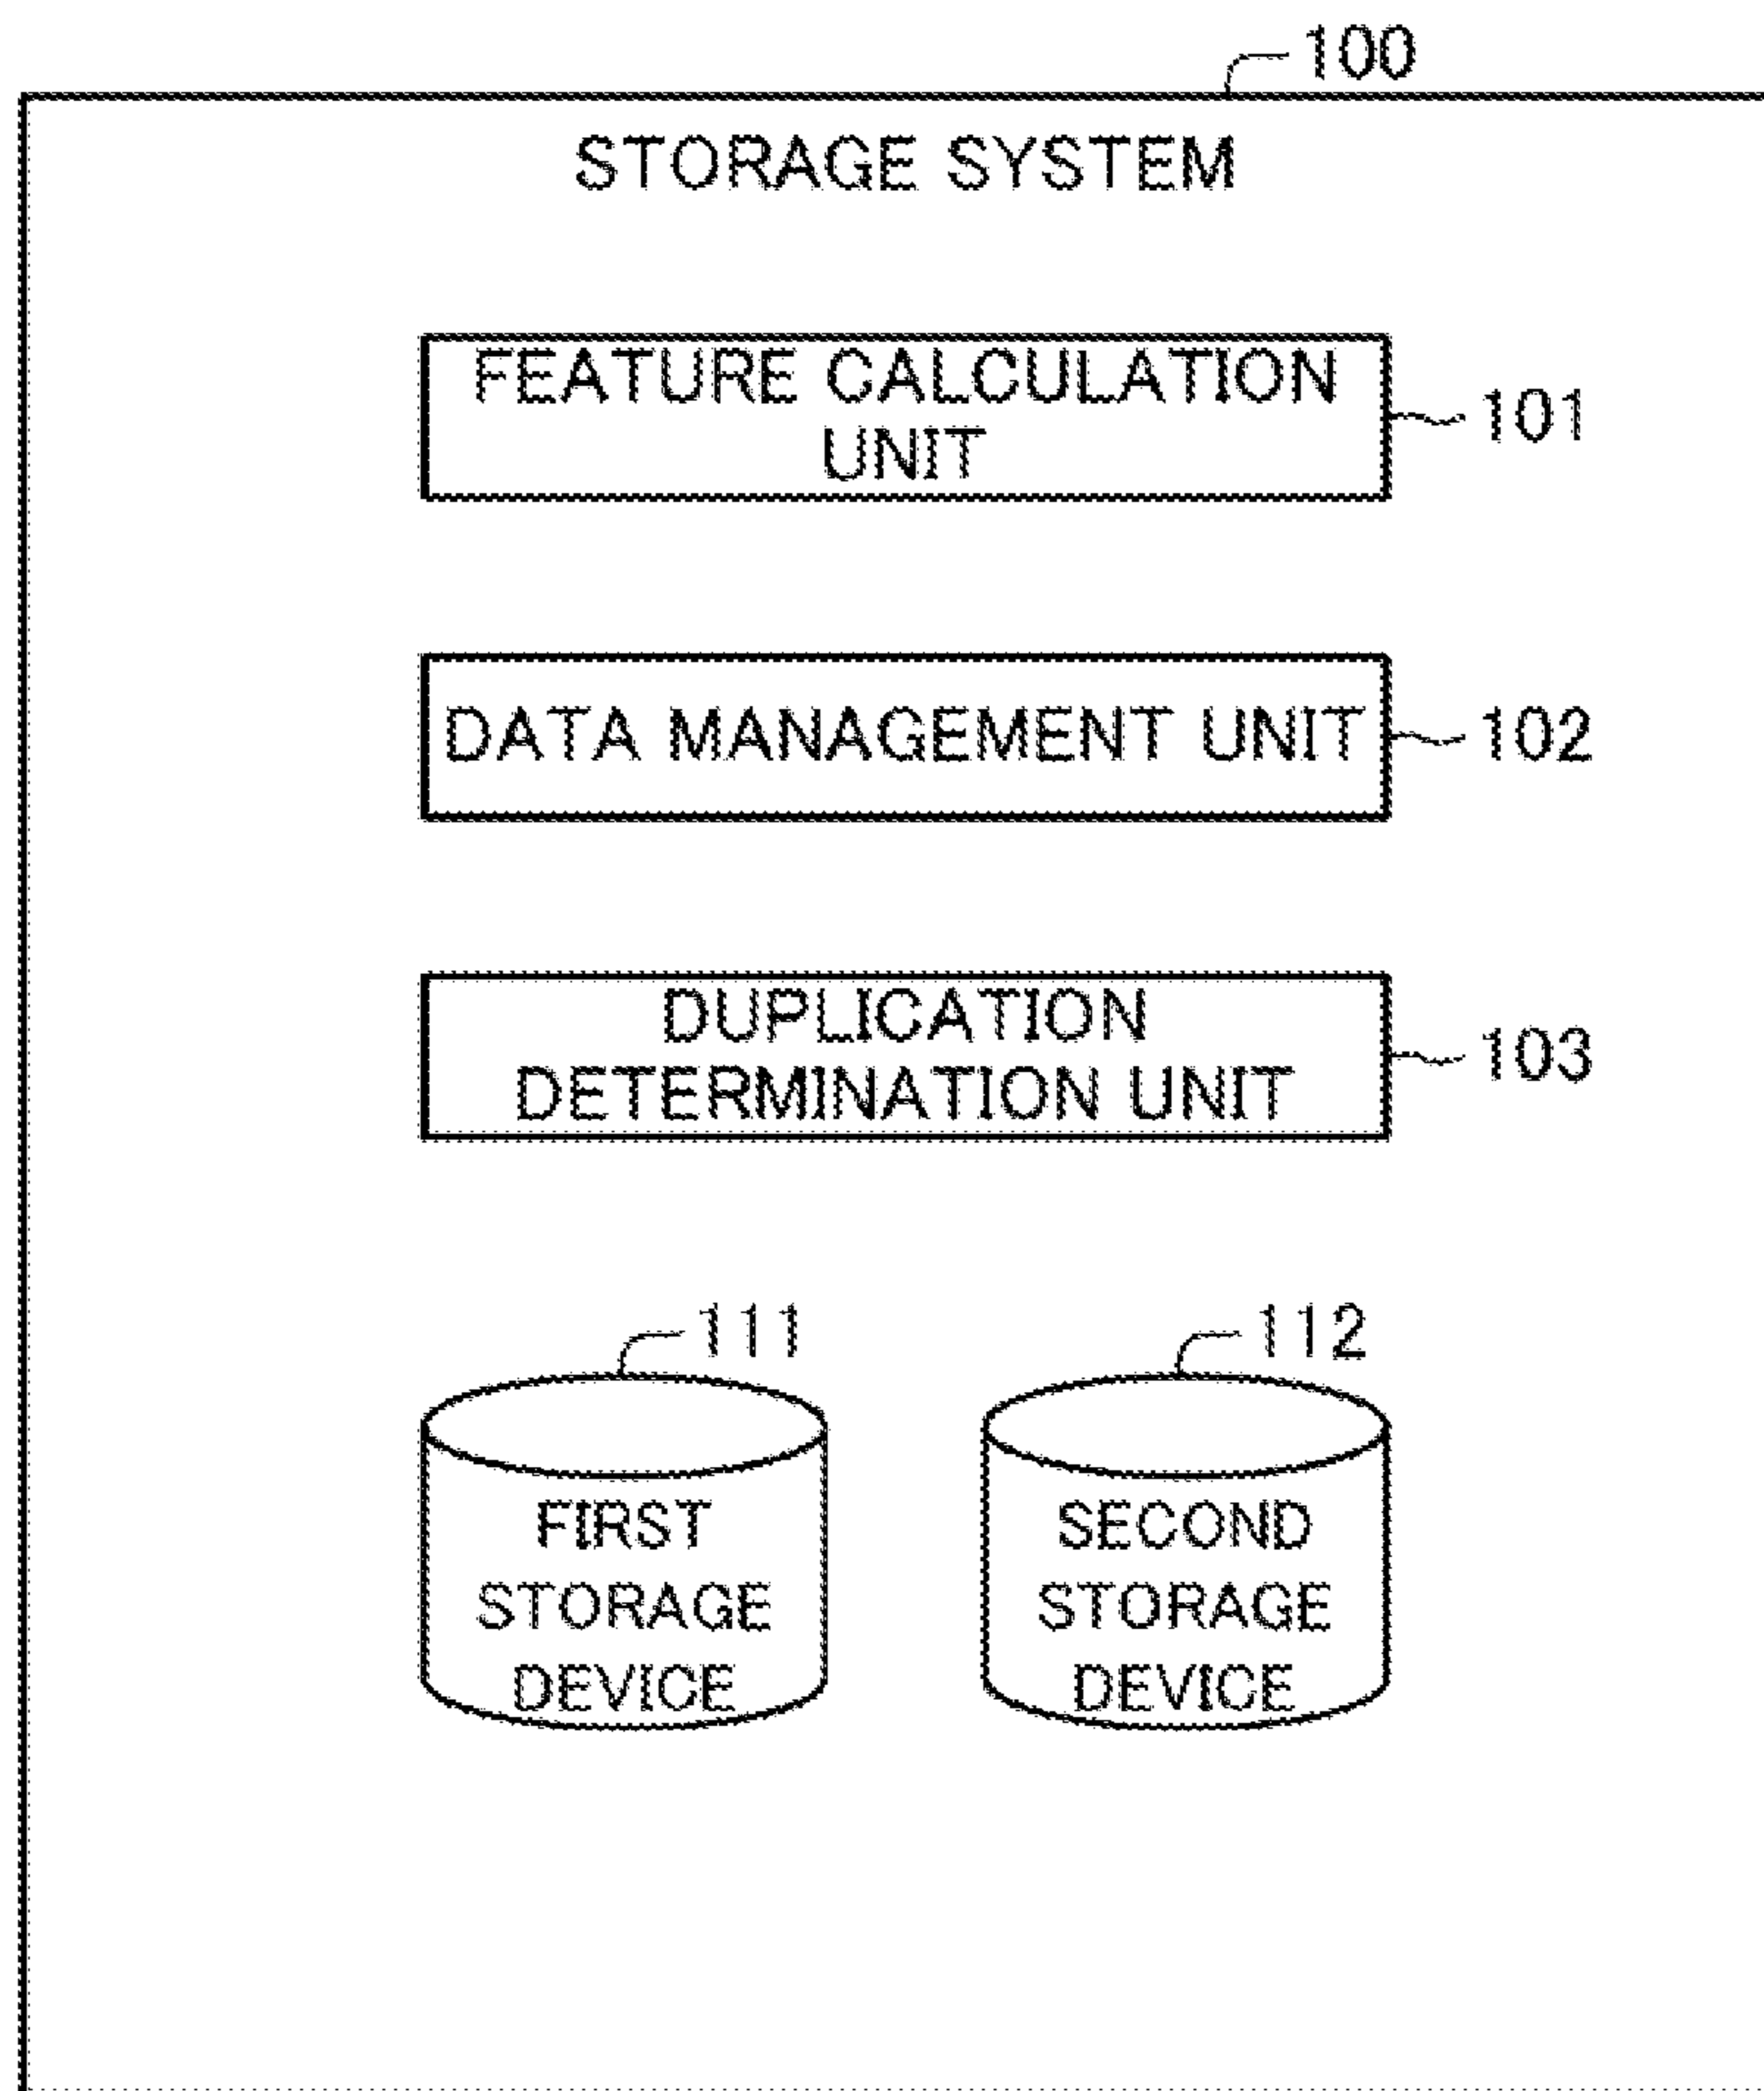 100
STORAGE SYSTEM
FEATURE CALCULATION
UNIT
101
DATA MANAGEMENT UNIT
102
DUPLICATION
DETERMINATION UNIT
103
111
112
FIRST
STORAGE
DEVICE
SECOND
STORAGE
DEVICE